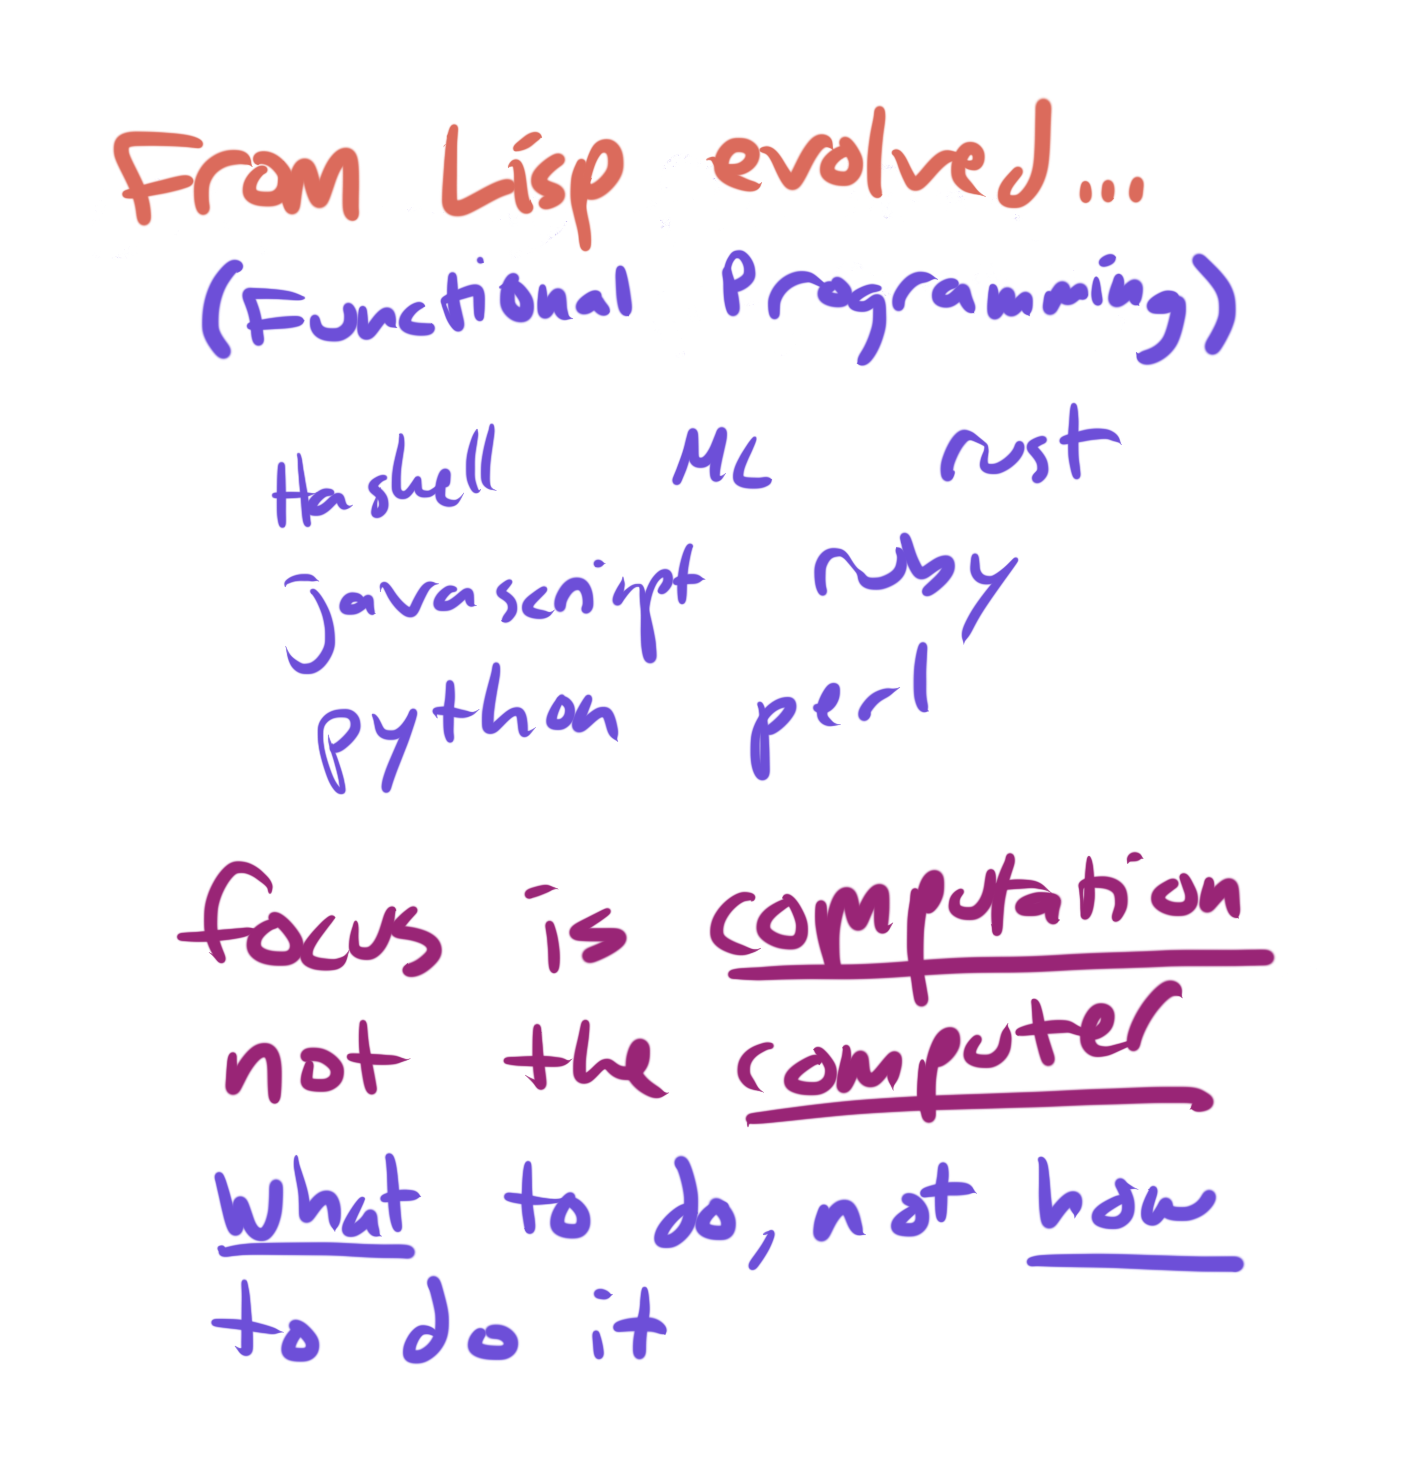 From Lisp evolved...
(Functional Programming)
Haskell ML rust
javascript ruby
python perl
focus is computation
not the computer
what to do, not how
to do it